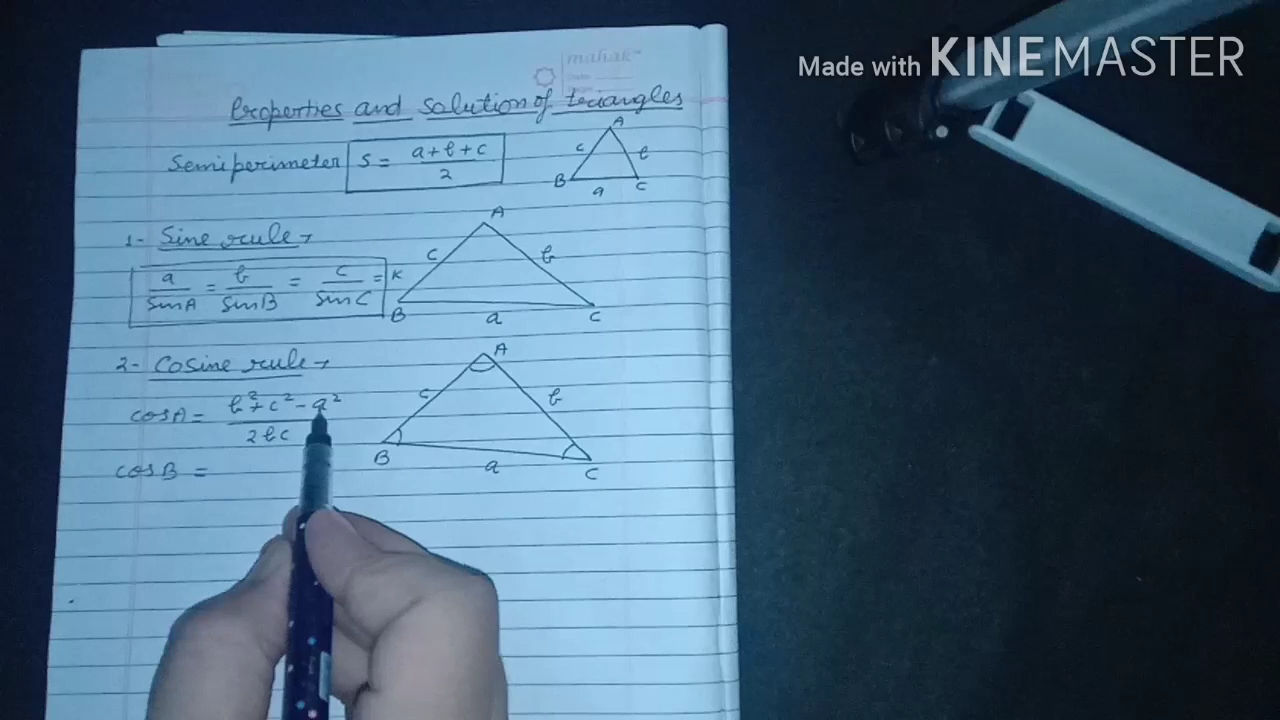 Made with KINEMASTER
mahak
Properties and Solution of triangles
Semiperimeter S = a+b+c / 2
A
c b
B a C
1- Sine rule →
a/sinA = b/sinB = c/sinC = K
A
c b
B a C
2- Cosine rule →
cosA = b²+c²-a² / 2bc
cosB =
A
c b
B a C